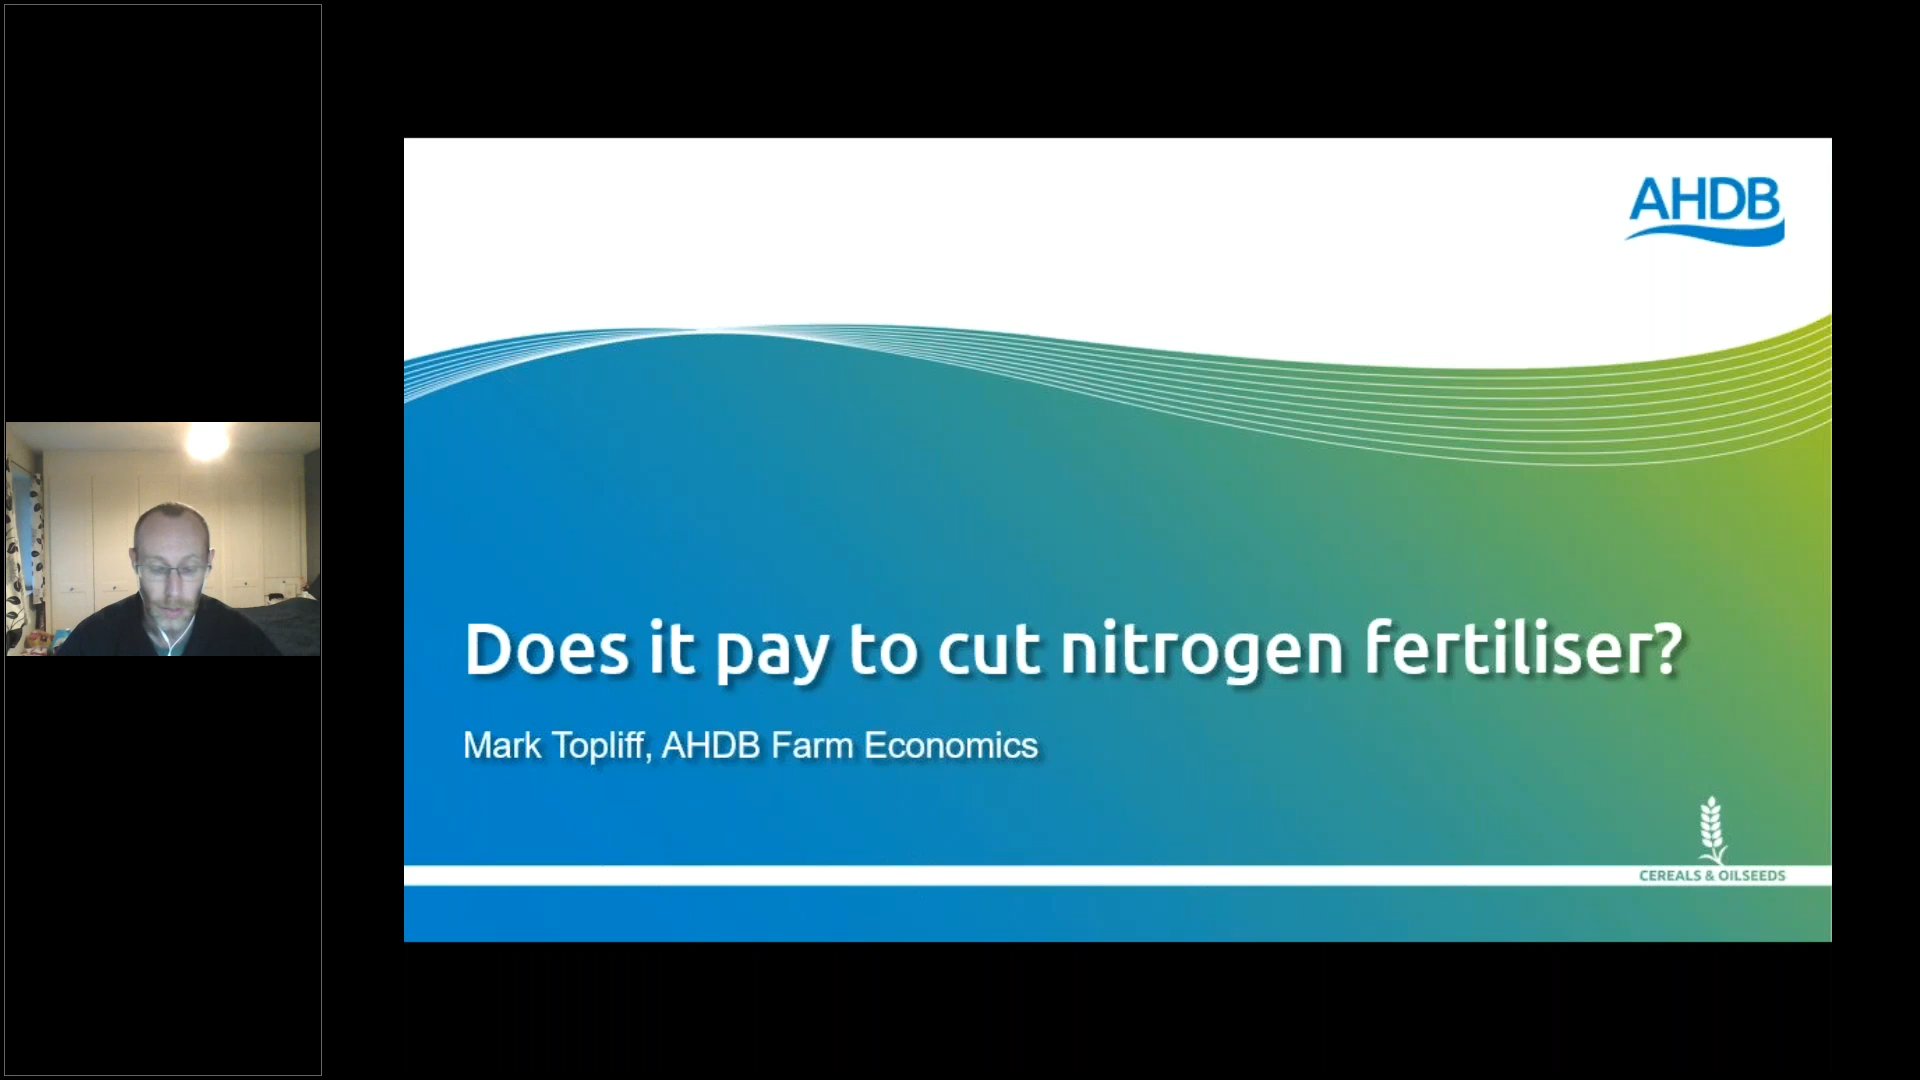 AHDB
Does it pay to cut nitrogen fertiliser?
Mark Topliff, AHDB Farm Economics
CEREALS & OILSEEDS